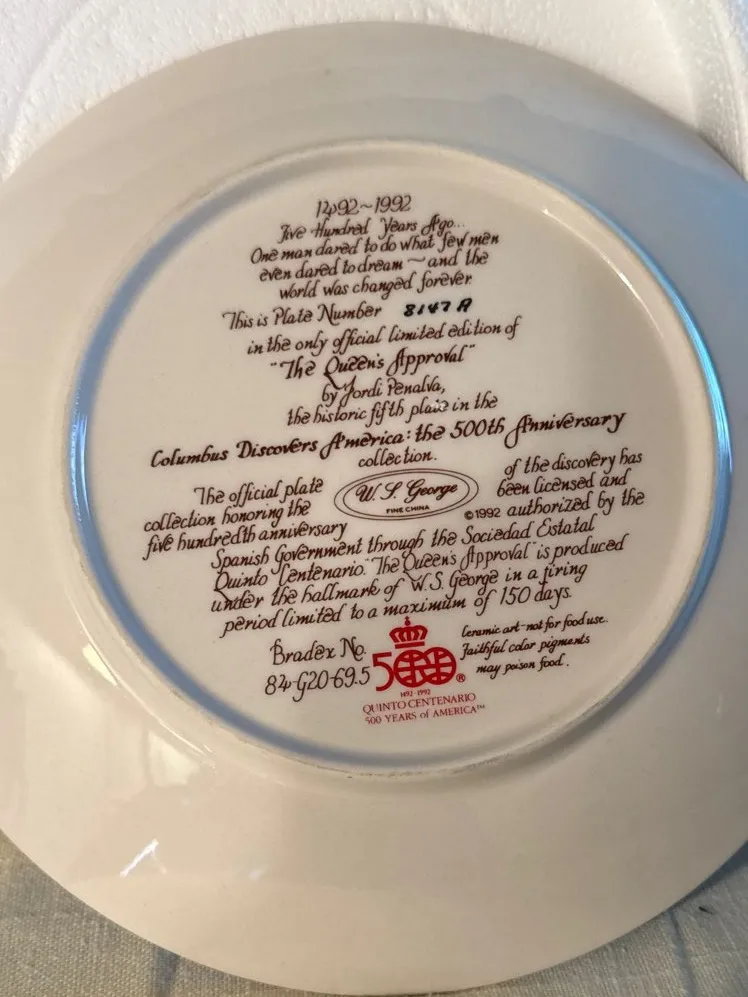 1492~1992
Five Hundred Years Ago...
One man dared to do what few men
even dared to dream ~ and the
world was changed forever.
This is Plate Number 8147 A
in the only official limited edition of
"The Queen's Approval"
by Jordi Penalva,
the historic fifth plate in the
Columbus Discovers America: the 500th Anniversary
collection.
The official plate
collection honoring the
five hundredth anniversary
W. S. George
FINE CHINA
of the discovery has
been licensed and
©1992 authorized by the
Spanish Government through the Sociedad Estatal
Quinto Centenario. "The Queen's Approval" is produced
under the hallmark of W.S. George in a firing
period limited to a maximum of 150 days.
Bradex No.
84-G20-69.5
500®
1492·1992
QUINTO CENTENARIO
500 YEARS of AMERICA™
Ceramic art-not for food use.
Faithful color pigments
may poison food.